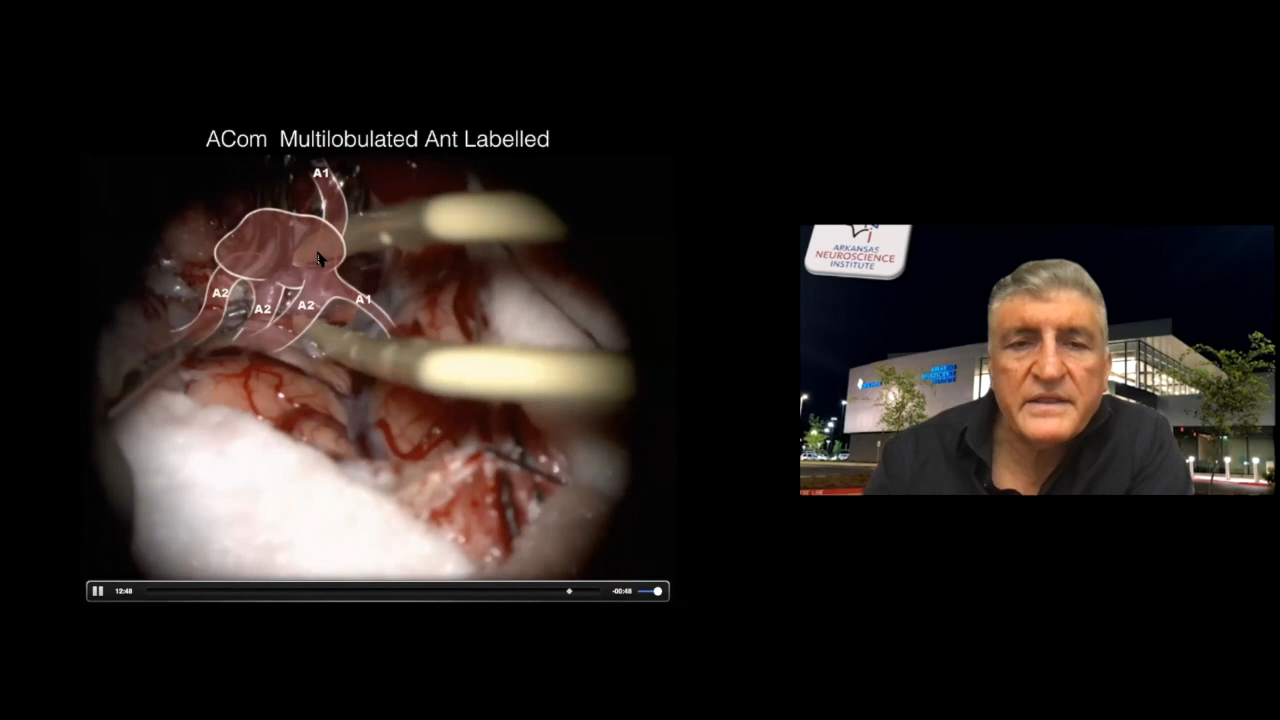 ACom Multilobulated Ant Labelled
A1
A2
A2
A2
A1
12:48
-00:48
ARKANSAS
NEUROSCIENCE
INSTITUTE